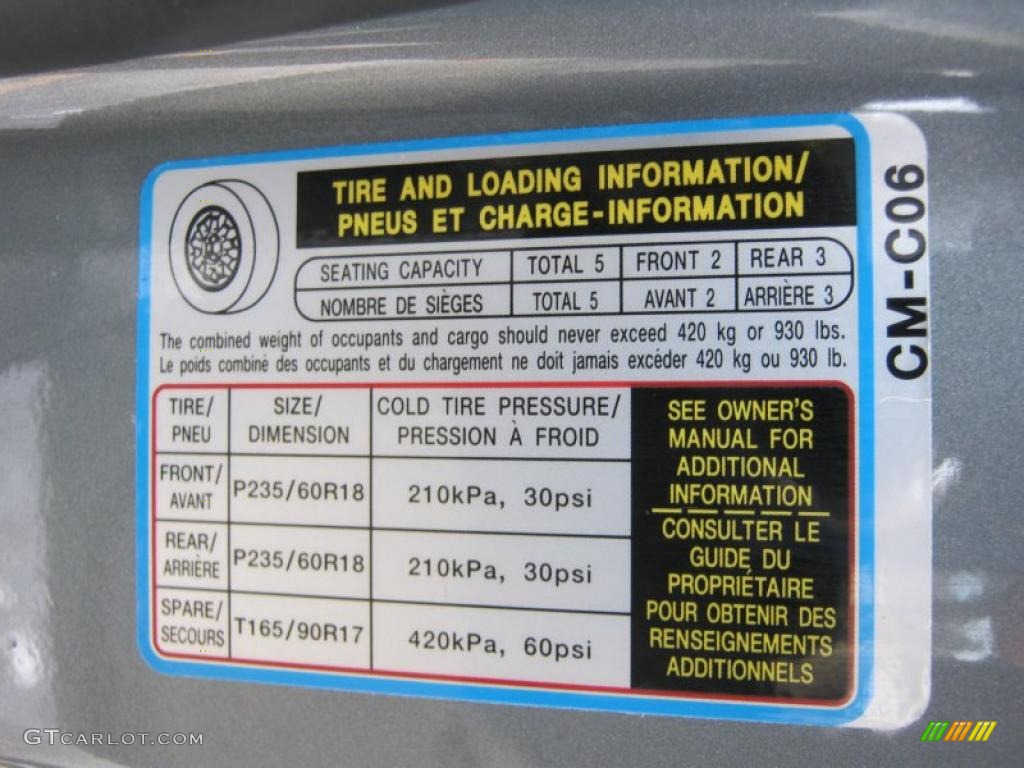 TIRE AND LOADING INFORMATION/
PNEUS ET CHARGE-INFORMATION
SEATING CAPACITY TOTAL 5 FRONT 2 REAR 3
NOMBRE DE SIÈGES TOTAL 5 AVANT 2 ARRIÈRE 3
The combined weight of occupants and cargo should never exceed 420 kg or 930 lbs.
Le poids combiné des occupants et du chargement ne doit jamais excéder 420 kg ou 930 lb.
TIRE/ SIZE/ COLD TIRE PRESSURE/
PNEU DIMENSION PRESSION À FROID
FRONT/
AVANT P235/60R18 210kPa, 30psi
REAR/
ARRIÈRE P235/60R18 210kPa, 30psi
SPARE/
SECOURS T165/90R17 420kPa, 60psi
SEE OWNER'S
MANUAL FOR
ADDITIONAL
INFORMATION
CONSULTER LE
GUIDE DU
PROPRIÉTAIRE
POUR OBTENIR DES
RENSEIGNEMENTS
ADDITIONNELS
CM-C06
GTCARLOT.COM